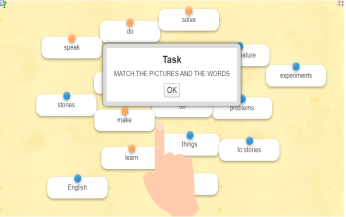 solve
do
speak
experiments
Task
MATCH THE PICTURES AND THE WORDS
OK
stories
problems
make
things
to stories
learn
English